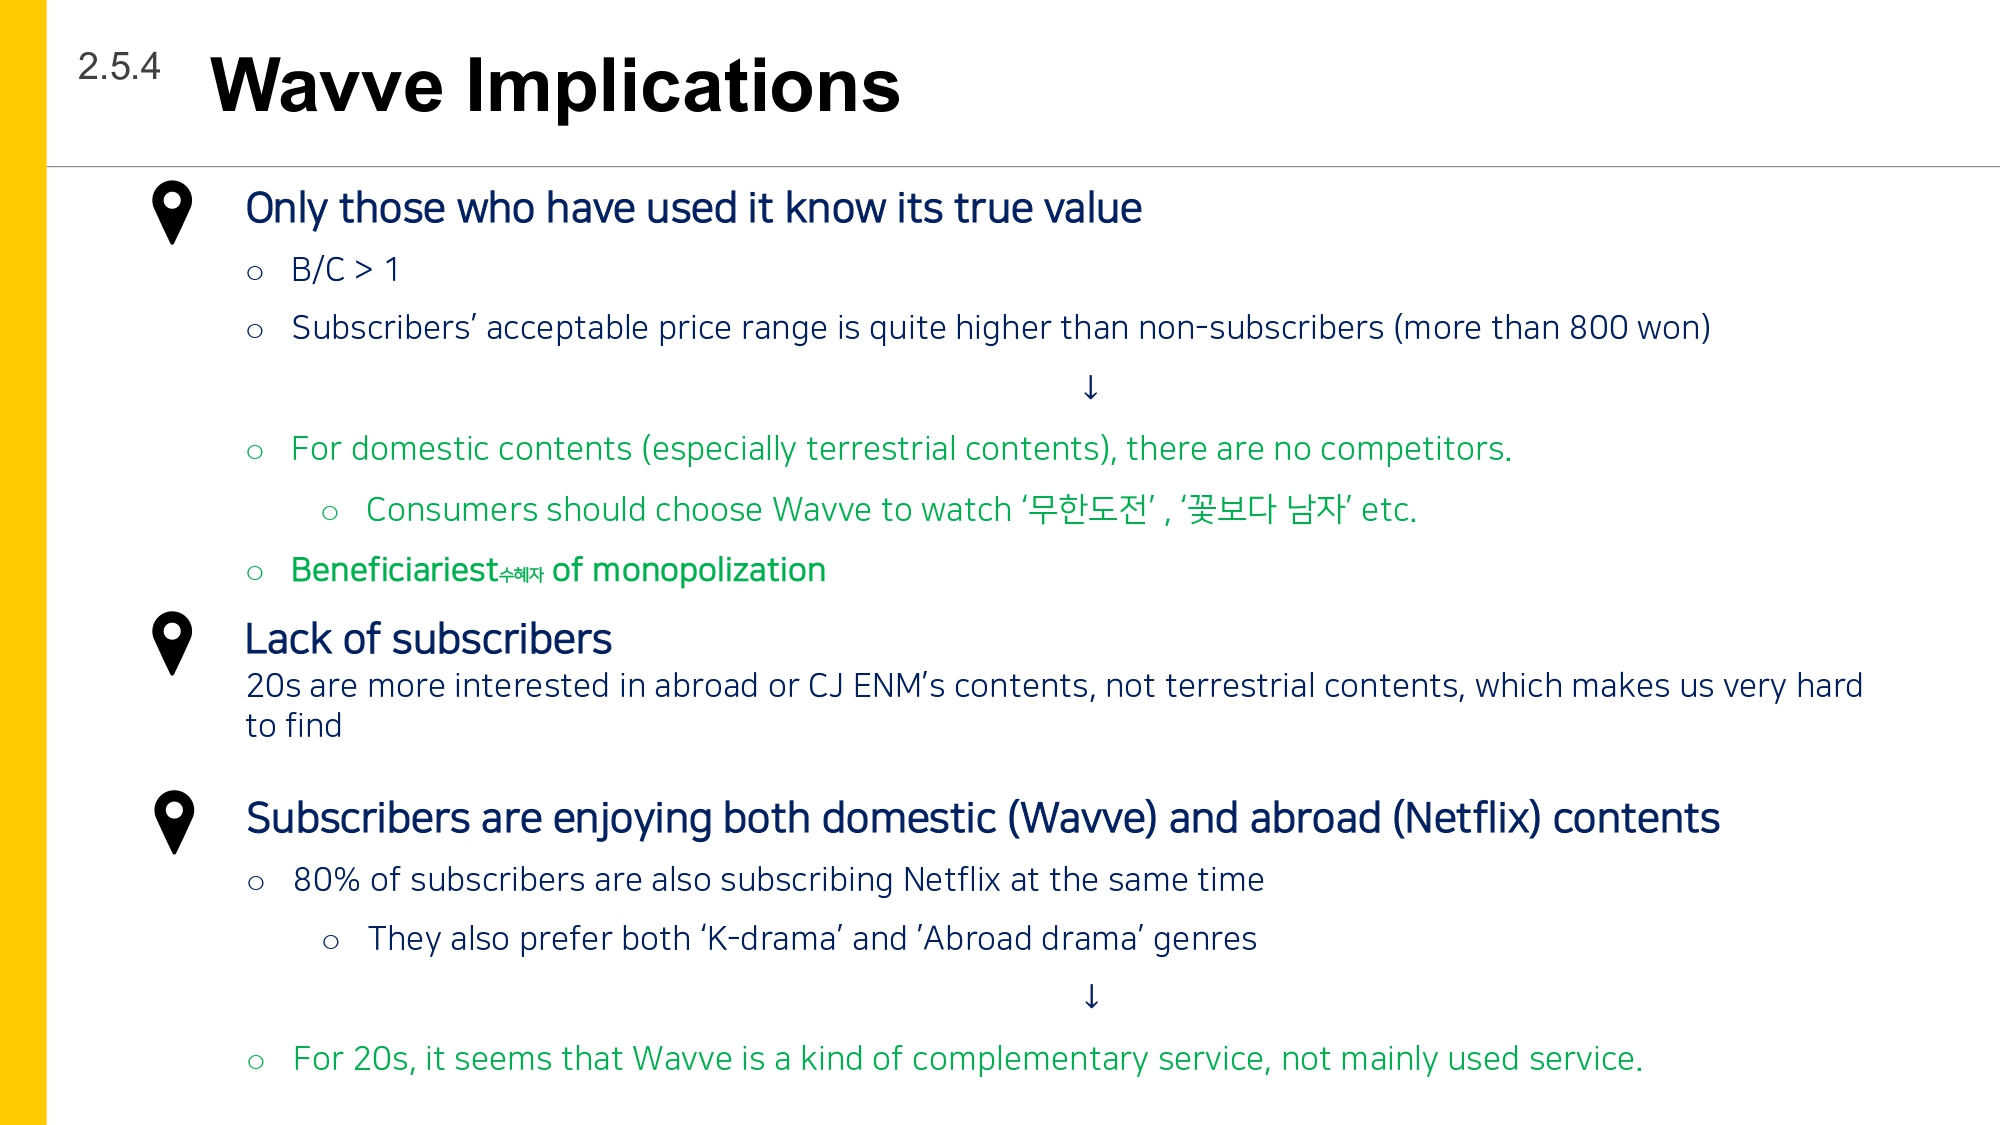 2.5.4
Wavve Implications
Only those who have used it know its true value
○ B/C > 1
○ Subscribers’ acceptable price range is quite higher than non-subscribers (more than 800 won)
↓
○ For domestic contents (especially terrestrial contents), there are no competitors.
○ Consumers should choose Wavve to watch ‘무한도전’ , ‘꽃보다 남자’ etc.
○ Beneficiariest수혜자 of monopolization
Lack of subscribers
20s are more interested in abroad or CJ ENM’s contents, not terrestrial contents, which makes us very hard
to find
Subscribers are enjoying both domestic (Wavve) and abroad (Netflix) contents
○ 80% of subscribers are also subscribing Netflix at the same time
○ They also prefer both ‘K-drama’ and ’Abroad drama’ genres
↓
○ For 20s, it seems that Wavve is a kind of complementary service, not mainly used service.